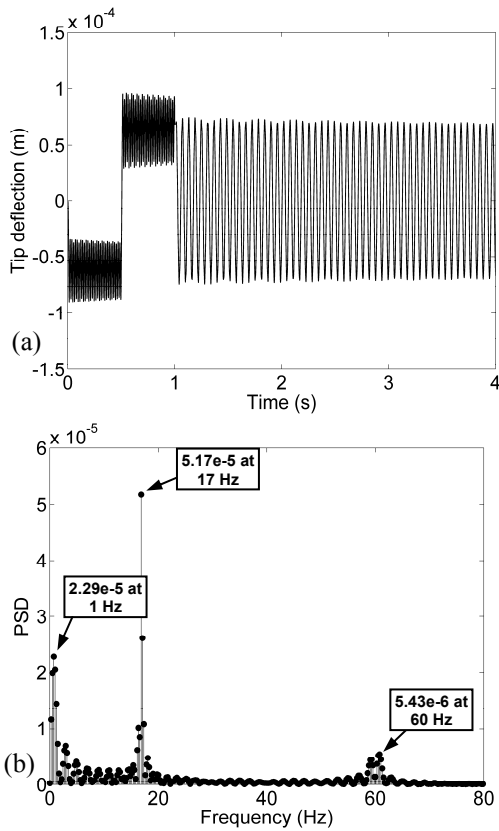 1.5 x 10-4
1
0.5
0
-0.5
-1
-1.5
Tip deflection (m)
(a)
0 1 2 3 4
Time (s)
6 x 10-5
5
4
3
2
1
0
PSD
5.17e-5 at
17 Hz
2.29e-5 at
1 Hz
5.43e-6 at
60 Hz
(b)
0 20 40 60 80
Frequency (Hz)